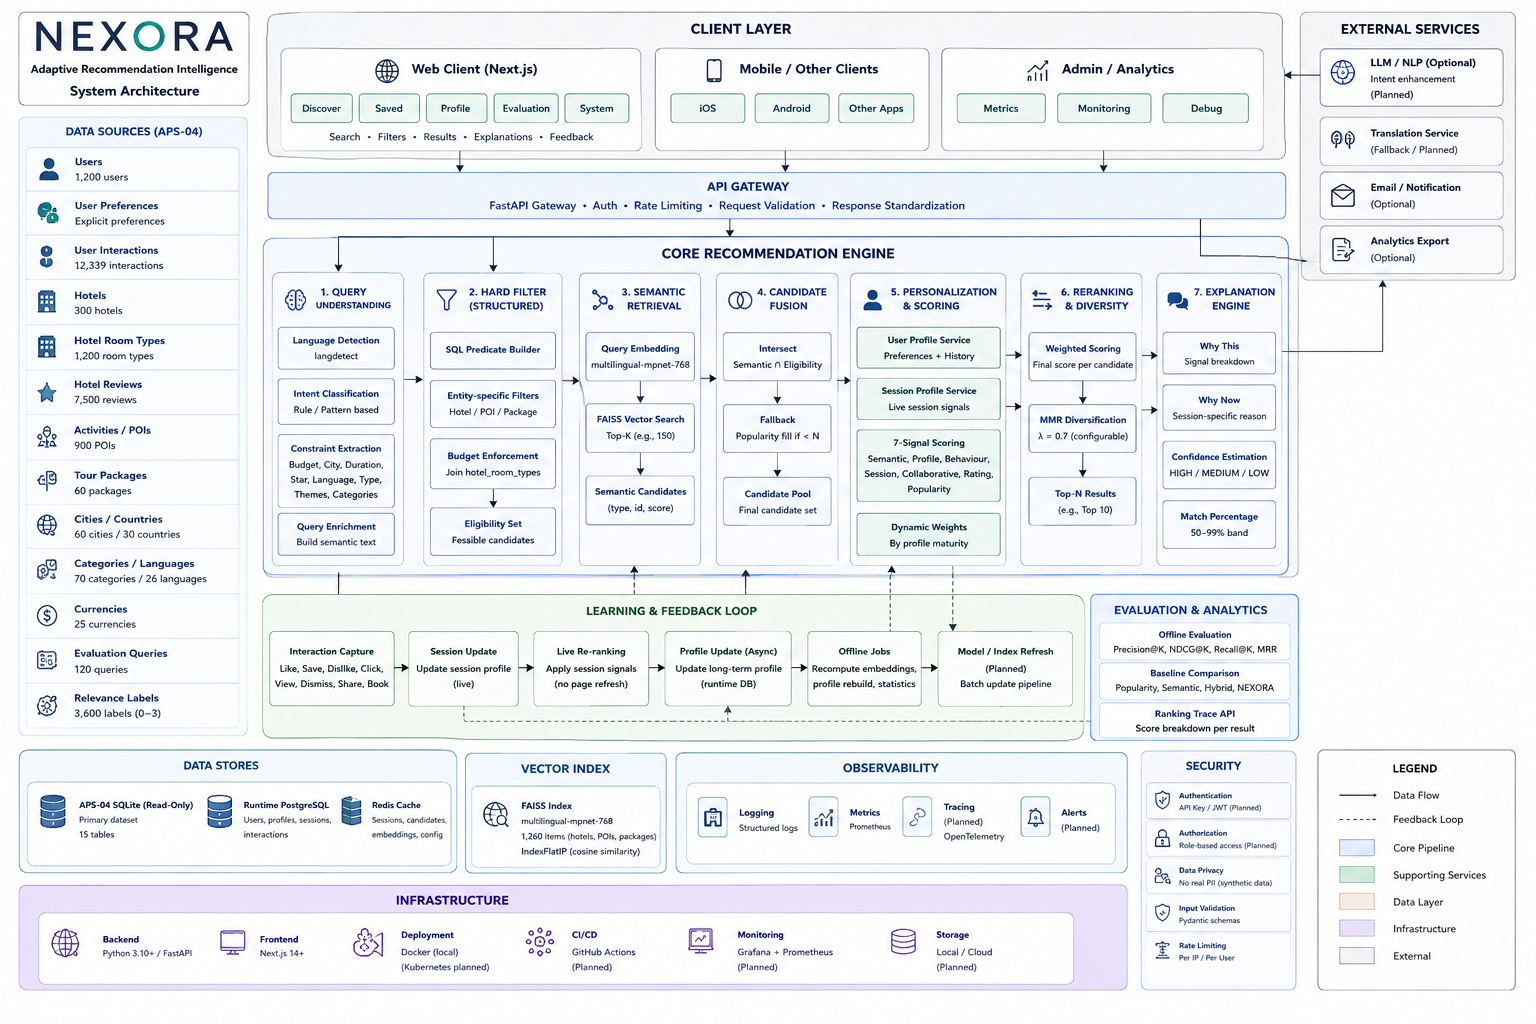 NEXORA
Adaptive Recommendation Intelligence
System Architecture
DATA SOURCES (APS-04)
Users
1,200 users
User Preferences
Explicit preferences
User Interactions
12,339 interactions
Hotels
300 hotels
Hotel Room Types
1,200 room types
Hotel Reviews
7,500 reviews
Activities / POIs
900 POIs
Tour Packages
60 packages
Cities / Countries
60 cities / 30 countries
Categories / Languages
70 categories / 26 languages
Currencies
25 currencies
Evaluation Queries
120 queries
Relevance Labels
3,600 labels (0–3)
CLIENT LAYER
Web Client (Next.js)
Discover
Saved
Profile
Evaluation
System
Search • Filters • Results • Explanations • Feedback
Mobile / Other Clients
iOS
Android
Other Apps
Admin / Analytics
Metrics
Monitoring
Debug
EXTERNAL SERVICES
LLM / NLP (Optional)
Intent enhancement
(Planned)
Translation Service
(Fallback / Planned)
Email / Notification
(Optional)
Analytics Export
(Optional)
API GATEWAY
FastAPI Gateway • Auth • Rate Limiting • Request Validation • Response Standardization
CORE RECOMMENDATION ENGINE
1. QUERY
UNDERSTANDING
Language Detection
langdetect
Intent Classification
Rule / Pattern based
Constraint Extraction
Budget, City, Duration,
Star, Language, Type,
Themes, Categories
Query Enrichment
Build semantic text
2. HARD FILTER
(STRUCTURED)
SQL Predicate Builder
Entity-specific Filters
Hotel / POI / Package
Budget Enforcement
Join hotel_room_types
Eligibility Set
Fessible candidates
3. SEMANTIC
RETRIEVAL
Query Embedding
multilingual-mpnet-768
FAISS Vector Search
Top-K (e.g., 150)
Semantic Candidates
(type, id, score)
4. CANDIDATE
FUSION
Intersect
Semantic ∩ Eligibility
Fallback
Popularity fill if < N
Candidate Pool
Final candidate set
5. PERSONALIZATION
& SCORING
User Profile Service
Preferences + History
Session Profile Service
Live session signals
7-Signal Scoring
Semantic, Profile, Behaviour,
Session, Collaborative, Rating,
Popularity
Dynamic Weights
By profile maturity
6. RERANKING
& DIVERSITY
Weighted Scoring
Final score per candidate
MMR Diversification
λ = 0.7 (configurable)
Top-N Results
(e.g., Top 10)
7. EXPLANATION
ENGINE
Why This
Signal breakdown
Why Now
Session-specific reason
Confidence Estimation
HIGH / MEDIUM / LOW
Match Percentage
50–99% band
LEARNING & FEEDBACK LOOP
Interaction Capture
Like, Save, Dislike, Click,
View, Dismiss, Share, Book
Session Update
Update session profile
(live)
Live Re-ranking
Apply session signals
(no page refresh)
Profile Update (Async)
Update long-term profile
(runtime DB)
Offline Jobs
Recompute embeddings,
profile rebuild, statistics
Model / Index Refresh
(Planned)
Batch update pipeline
EVALUATION & ANALYTICS
Offline Evaluation
Precision@K, NDCG@K, Recall@K, MRR
Baseline Comparison
Popularity, Semantic, Hybrid, NEXORA
Ranking Trace API
Score breakdown per result
DATA STORES
APS-04 SQLite (Read-Only)
Primary dataset
15 tables
Runtime PostgreSQL
Users, profiles, sessions,
interactions
Redis Cache
Sessions, candidates,
embeddings, config
VECTOR INDEX
FAISS Index
multilingual-mpnet-768
1,260 items (hotels, POIs, packages)
IndexFlatIP (cosine similarity)
OBSERVABILITY
Logging
Structured logs
Metrics
Prometheus
Tracing
(Planned)
OpenTelemetry
Alerts
(Planned)
SECURITY
Authentication
API Key / JWT (Planned)
Authorization
Role-based access (Planned)
Data Privacy
No real PII (synthetic data)
Input Validation
Pydantic schemas
Rate Limiting
Per IP / Per User
LEGEND
Data Flow
Feedback Loop
Core Pipeline
Supporting Services
Data Layer
Infrastructure
External
INFRASTRUCTURE
Backend
Python 3.10+ / FastAPI
Frontend
Next.js 14+
Deployment
Docker (local)
(Kubernetes planned)
CI/CD
GitHub Actions
(Planned)
Monitoring
Grafana + Prometheus
(Planned)
Storage
Local / Cloud
(Planned)